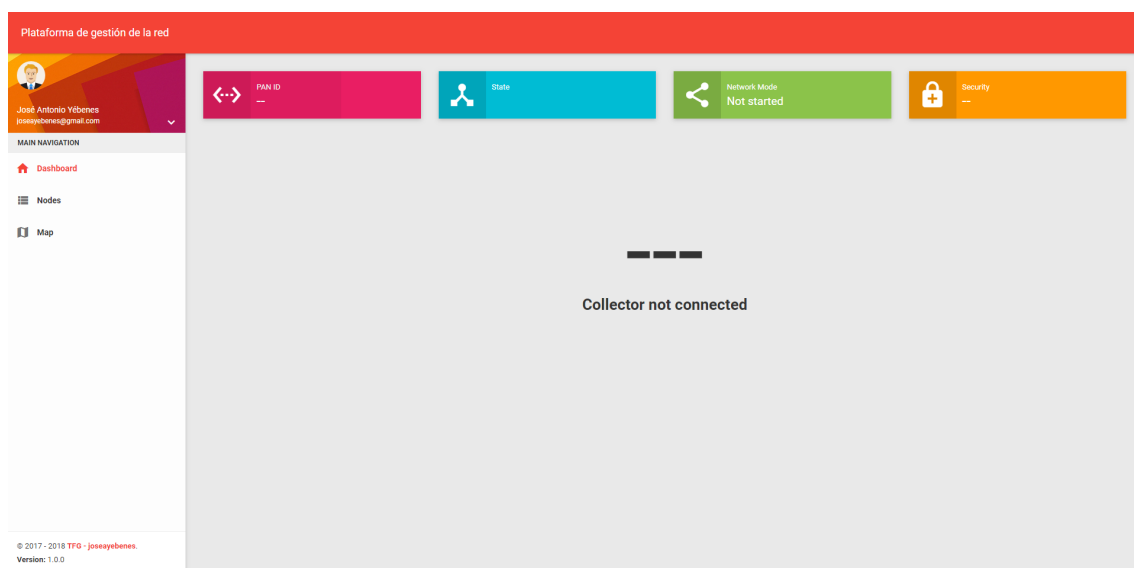 Plataforma de gestión de la red
José Antonio Yébenes
joseayebenes@gmail.com
MAIN NAVIGATION
Dashboard
Nodes
Map
© 2017 - 2018 TFG - joseayebenes.
Version: 1.0.0
PAN ID
--
State
Network Mode
Not started
Security
--
---
Collector not connected